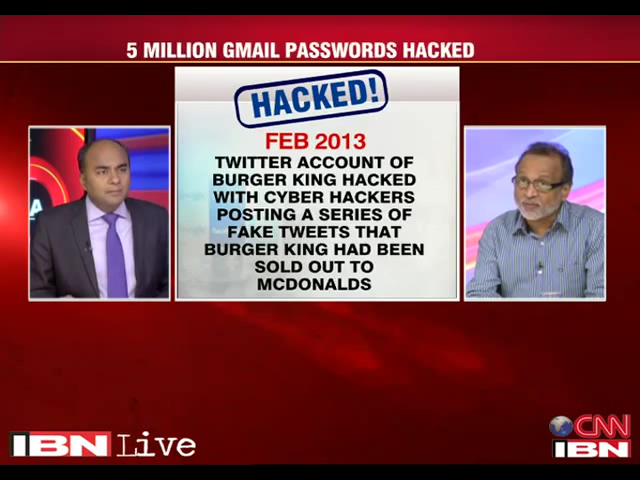 5 MILLION GMAIL PASSWORDS HACKED
HACKED!
FEB 2013
TWITTER ACCOUNT OF
BURGER KING HACKED
WITH CYBER HACKERS
POSTING A SERIES OF
FAKE TWEETS THAT
BURGER KING HAD BEEN
SOLD OUT TO
MCDONALDS
IBN Live
CNN
IBN